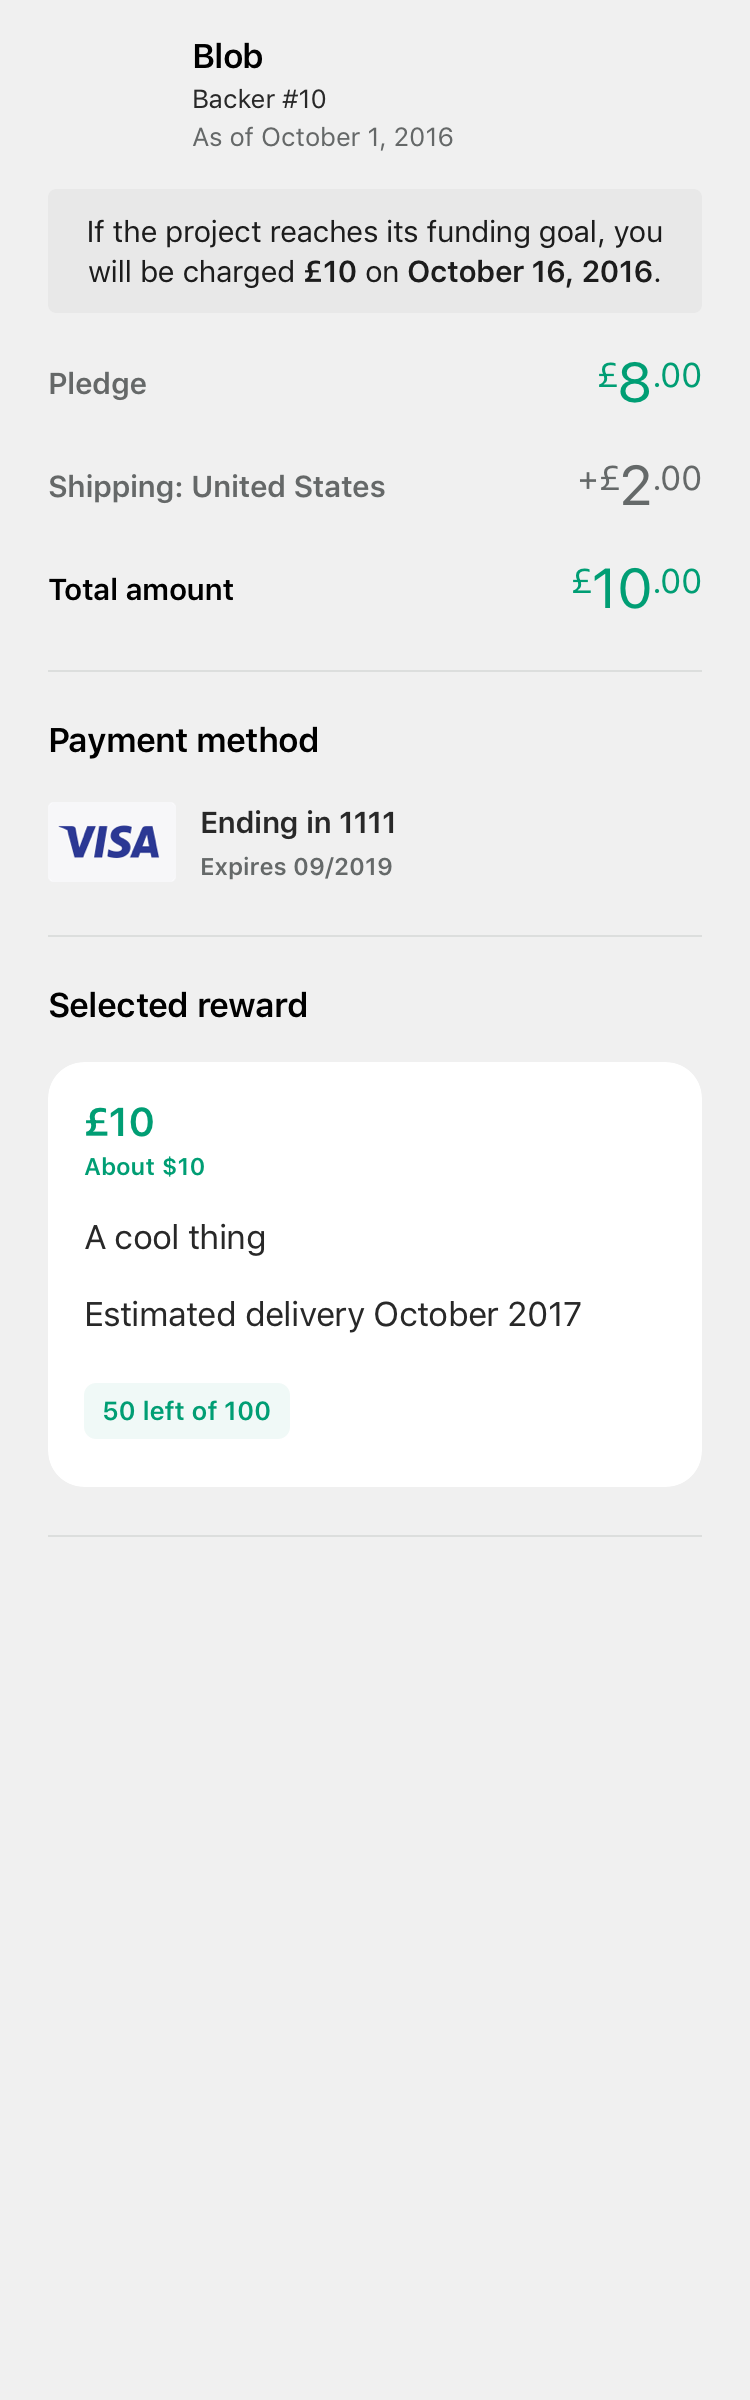 Blob
Backer #10
As of October 1, 2016
If the project reaches its funding goal, you
will be charged £10 on October 16, 2016.
Pledge £8.00
Shipping: United States +£2.00
Total amount £10.00
Payment method
VISA
Ending in 1111
Expires 09/2019
Selected reward
£10
About $10
A cool thing
Estimated delivery October 2017
50 left of 100